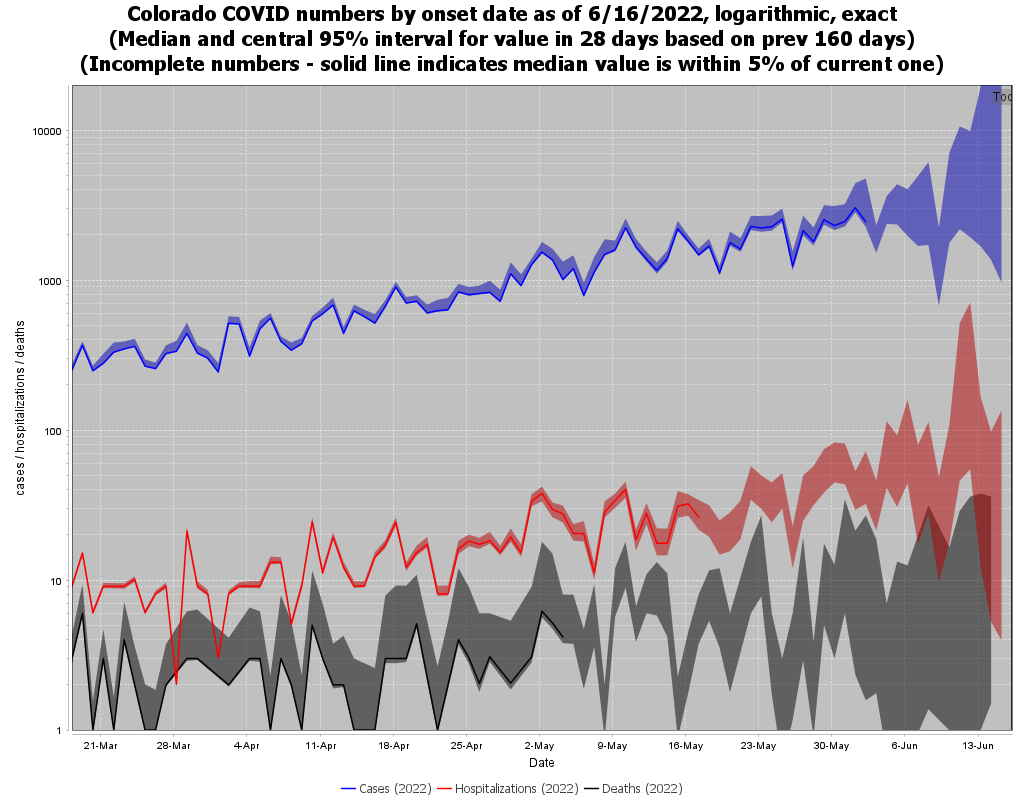 Colorado COVID numbers by onset date as of 6/16/2022, logarithmic, exact
(Median and central 95% interval for value in 28 days based on prev 160 days)
(Incomplete numbers - solid line indicates median value is within 5% of current one)
Too
10000
1000
100
10
1
cases / hospitalizations / deaths
21-Mar 28-Mar 4-Apr 11-Apr 18-Apr 25-Apr 2-May 9-May 16-May 23-May 30-May 6-Jun 13-Jun
Date
Cases (2022) Hospitalizations (2022) Deaths (2022)